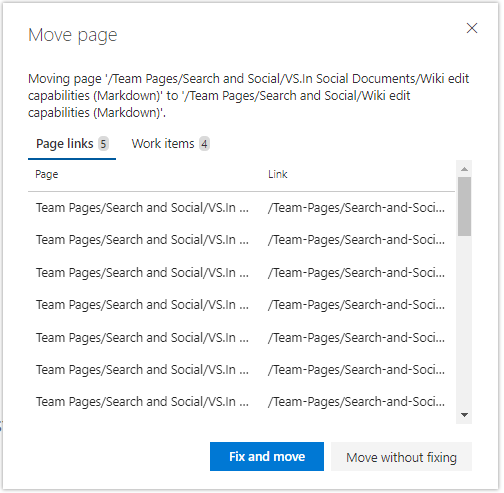 Move page
Moving page '/Team Pages/Search and Social/VS.In Social Documents/Wiki edit
capabilities (Markdown)' to '/Team Pages/Search and Social/Wiki edit
capabilities (Markdown)'.
Page links 5 Work items 4
Page Link
Team Pages/Search and Social/VS.In ... /Team-Pages/Search-and-Soci...
Team Pages/Search and Social/VS.In ... /Team-Pages/Search-and-Soci...
Team Pages/Search and Social/VS.In ... /Team-Pages/Search-and-Soci...
Team Pages/Search and Social/VS.In ... /Team-Pages/Search-and-Soci...
Team Pages/Search and Social/VS.In ... /Team-Pages/Search-and-Soci...
Team Pages/Search and Social/VS.In ... /Team-Pages/Search-and-Soci...
Team Pages/Search and Social/VS.In ... /Team-Pages/Search-and-Soci...
Fix and move Move without fixing